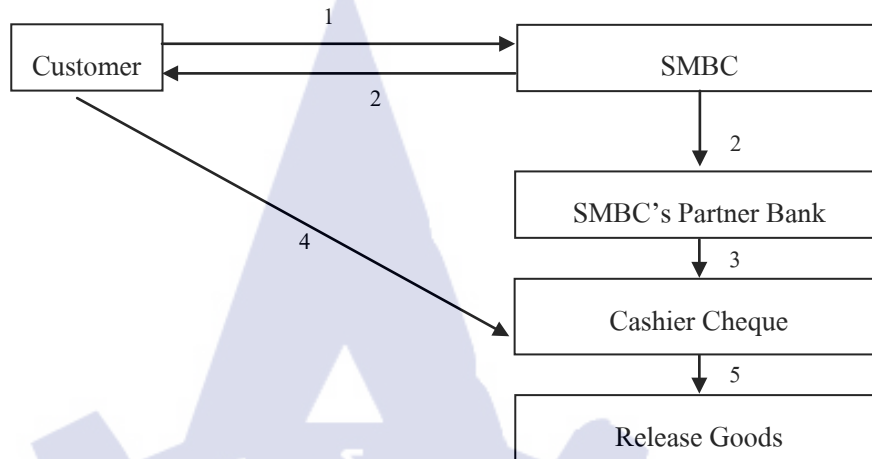 1
Customer
SMBC
2
2
SMBC’s Partner Bank
4
3
Cashier Cheque
5
Release Goods